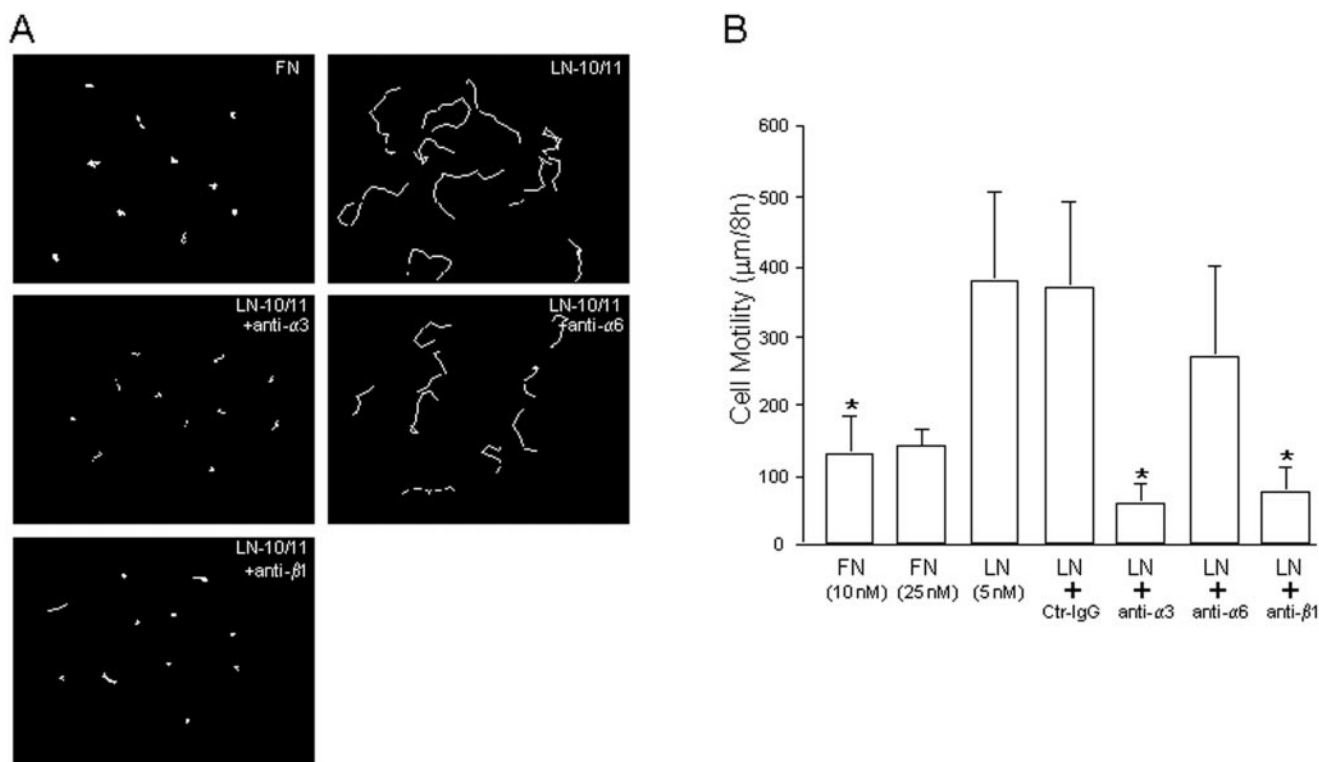 A
FN
LN-10/11
LN-10/11
+anti-α3
LN-10/11
+anti-α6
LN-10/11
+anti-β1
B
Cell Motility (μm/8h)
600
500
400
300
200
100
0
*
*
*
FN
(10 nM)
FN
(25 nM)
LN
(5 nM)
LN
+
Ctr-IgG
LN
+
anti-α3
LN
+
anti-α6
LN
+
anti-β1